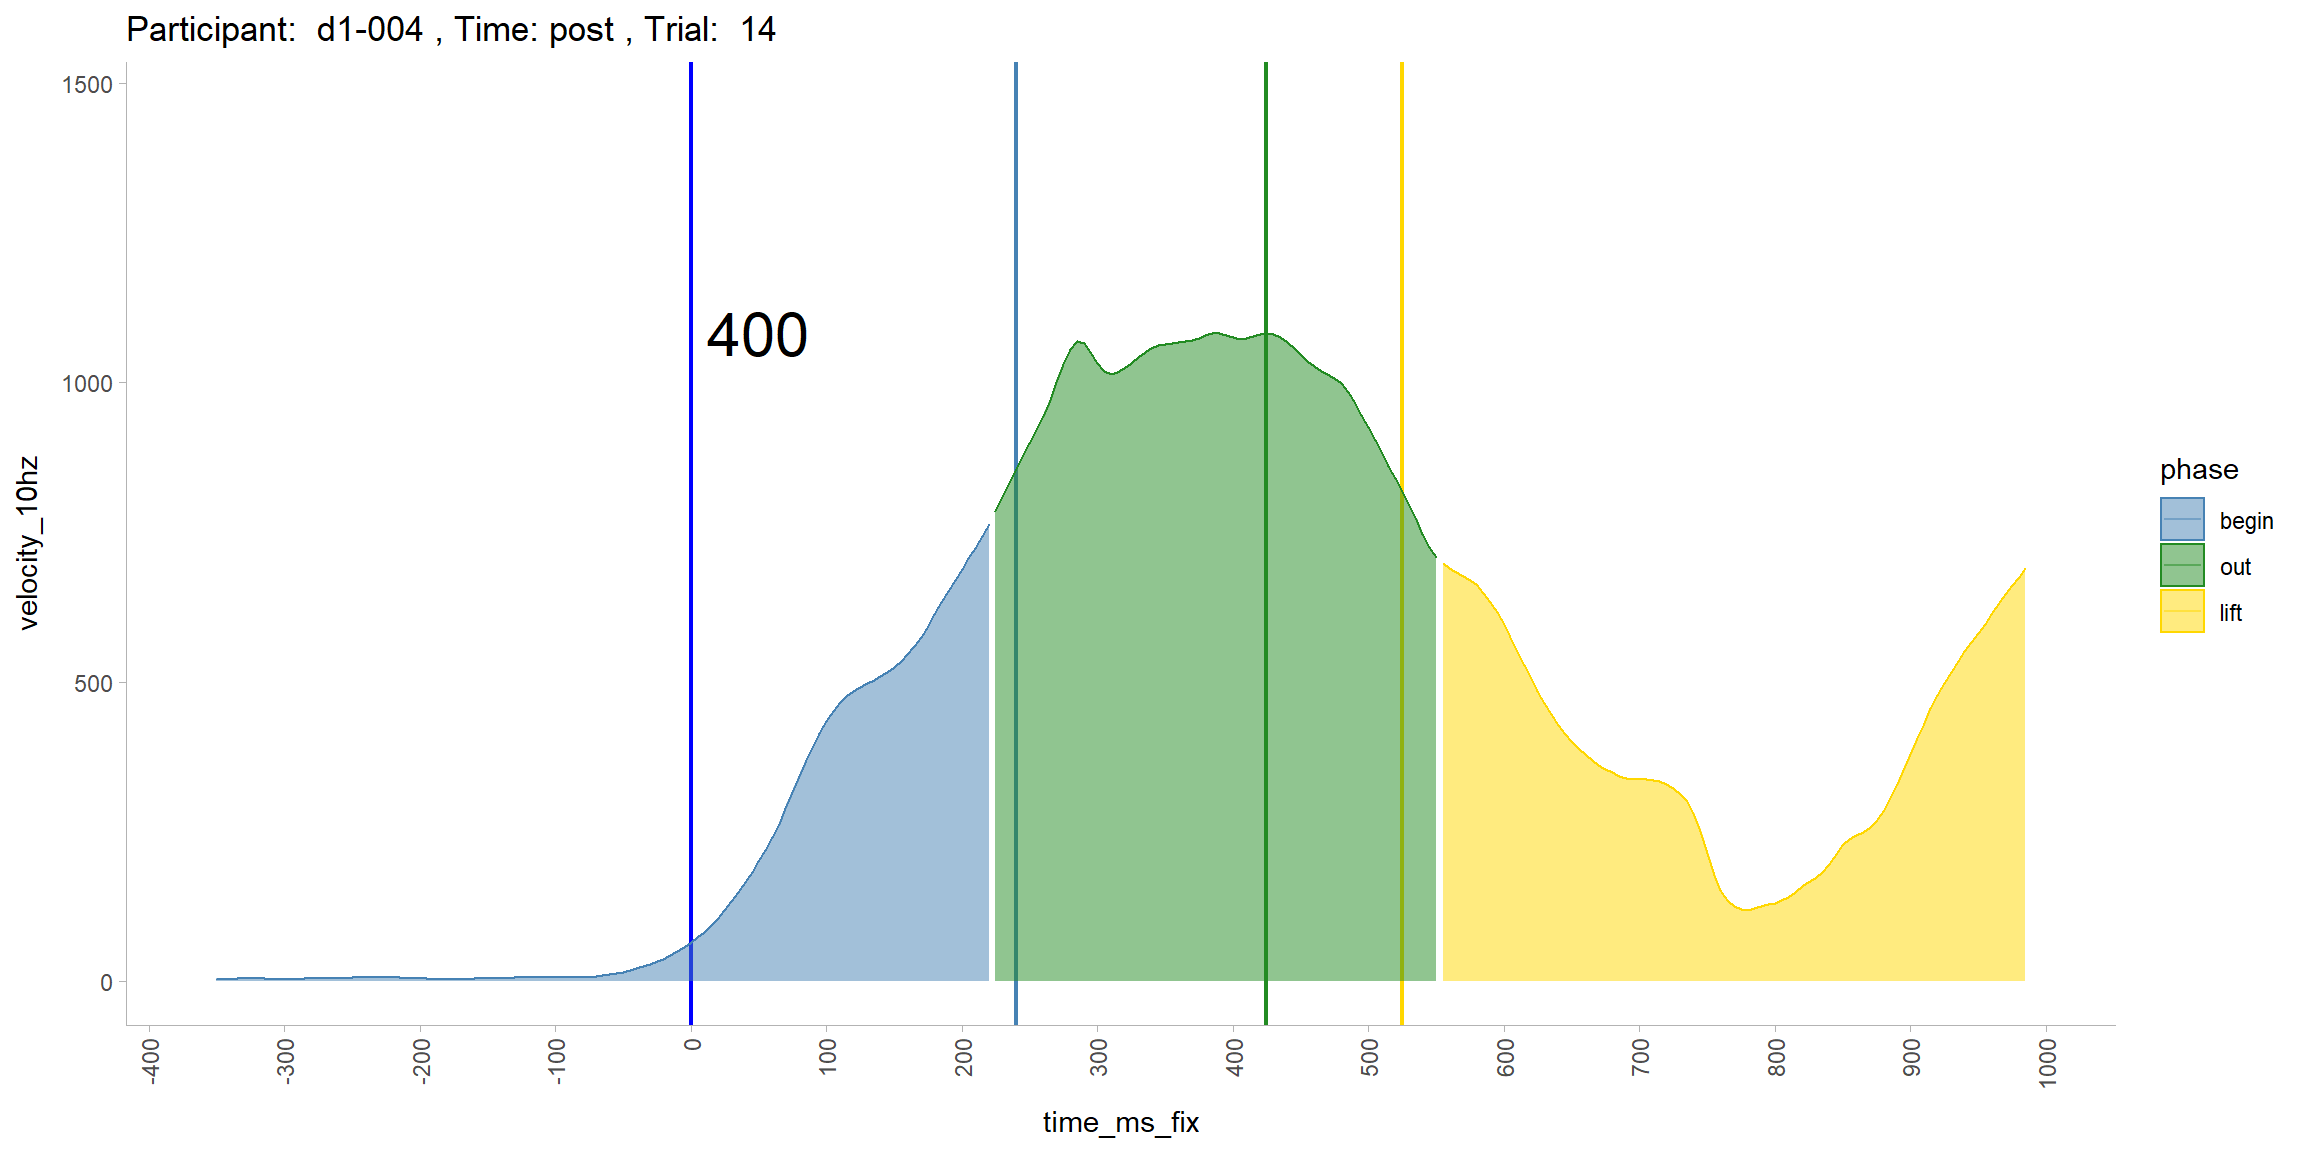 Participant:  d1-004 , Time: post , Trial:  14
1500
1000
500
0
velocity_10hz
400
-400
-300
-200
-100
0
100
200
300
400
500
600
700
800
900
1000
time_ms_fix
phase
begin
out
lift